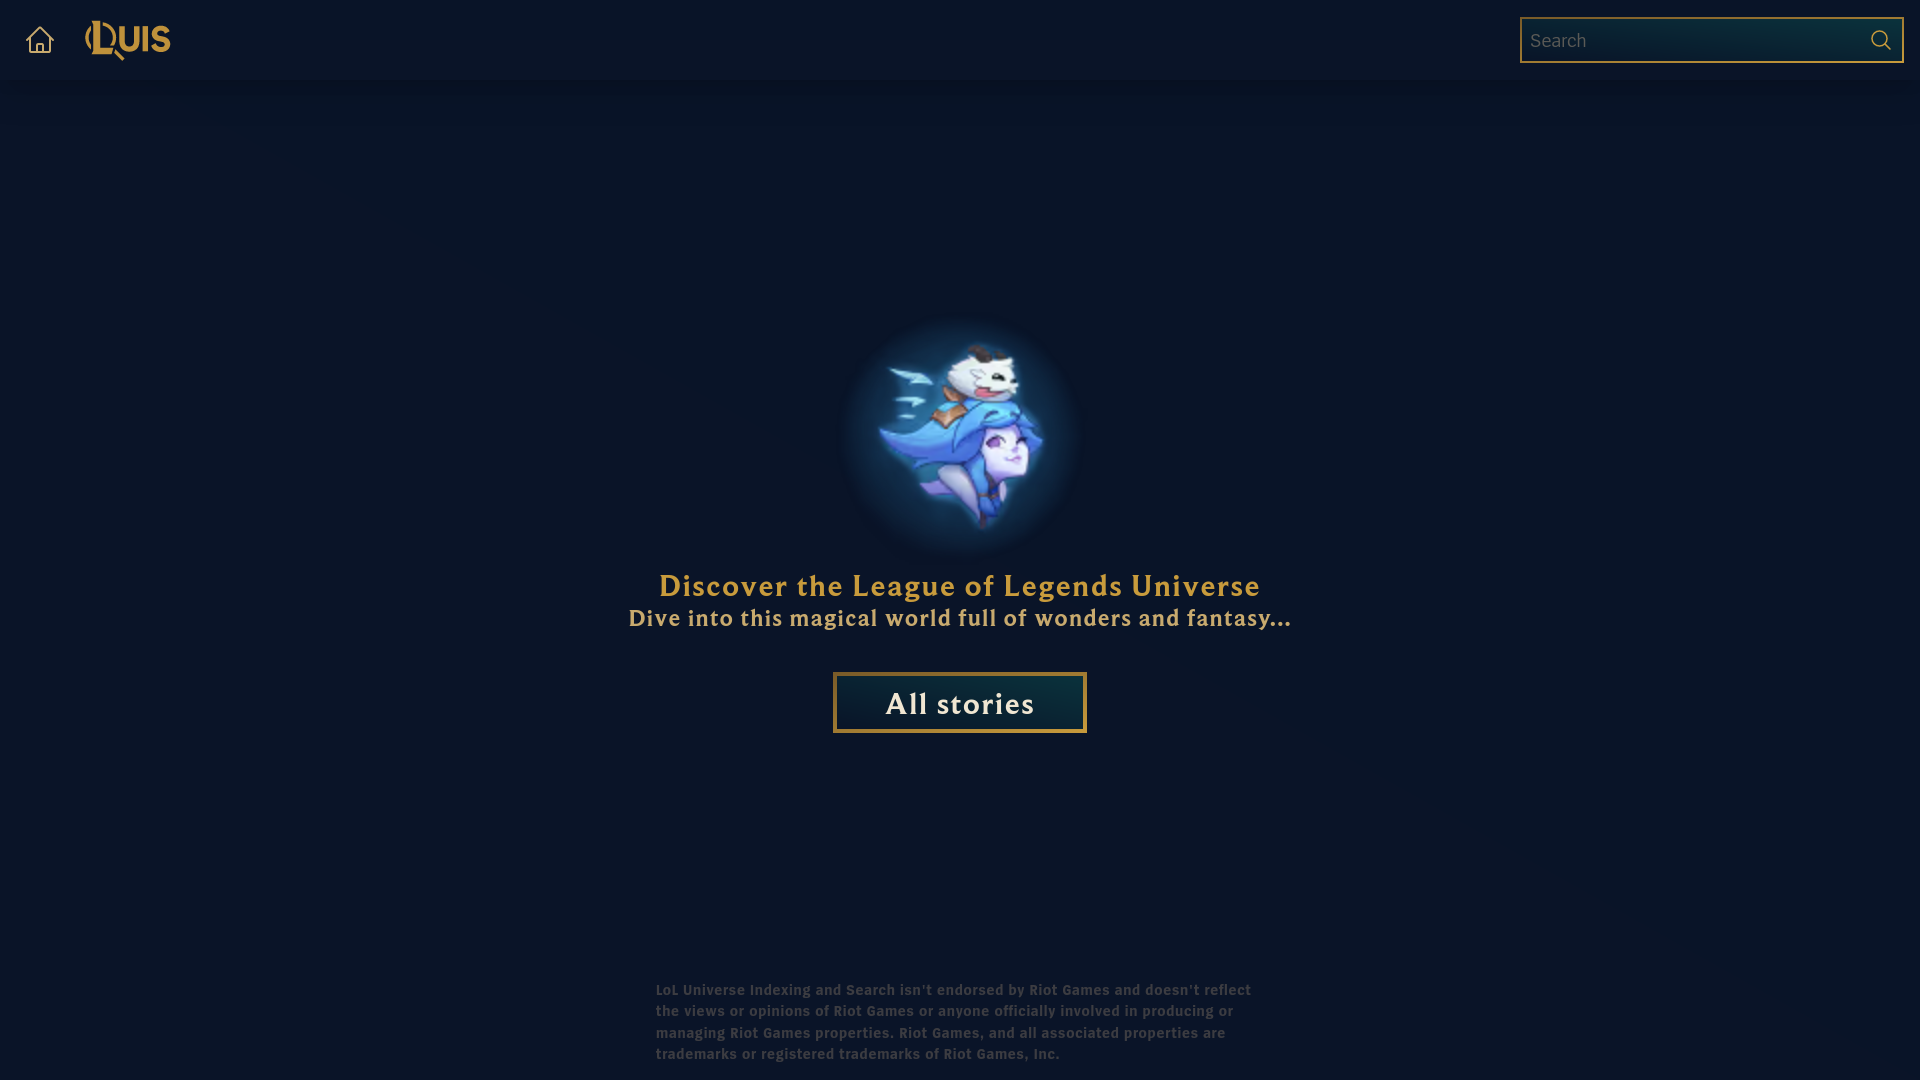 LQUIS
Search
Discover the League of Legends Universe
Dive into this magical world full of wonders and fantasy...
All stories
LoL Universe Indexing and Search isn't endorsed by Riot Games and doesn't reflect
the views or opinions of Riot Games or anyone officially involved in producing or
managing Riot Games properties. Riot Games, and all associated properties are
trademarks or registered trademarks of Riot Games, Inc.